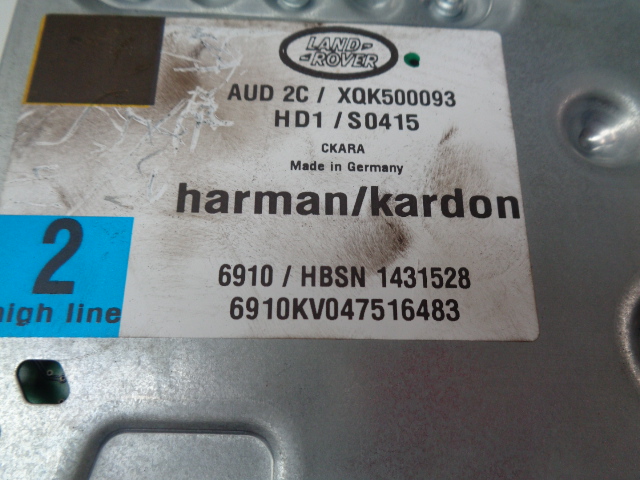 LAND-
-ROVER
AUD 2C / XQK500093
HD1 / S0415
CKARA
Made in Germany
harman/kardon
2
high line
6910 / HBSN 1431528
6910KV047516483